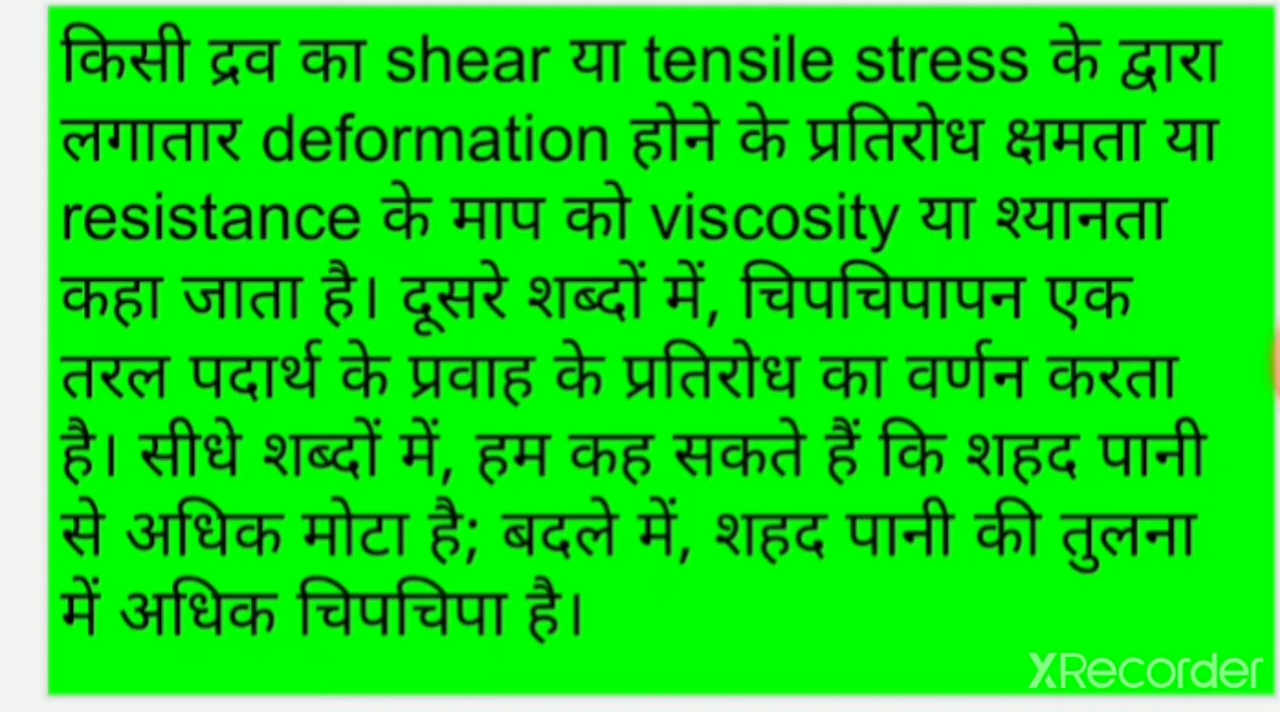 किसी द्रव का shear या tensile stress के द्वारा
लगातार deformation होने के प्रतिरोध क्षमता या
resistance के माप को viscosity या श्यानता
कहा जाता है। दूसरे शब्दों में, चिपचिपापन एक
तरल पदार्थ के प्रवाह के प्रतिरोध का वर्णन करता
है। सीधे शब्दों में, हम कह सकते हैं कि शहद पानी
से अधिक मोटा है; बदले में, शहद पानी की तुलना
में अधिक चिपचिपा है।
XRecorder